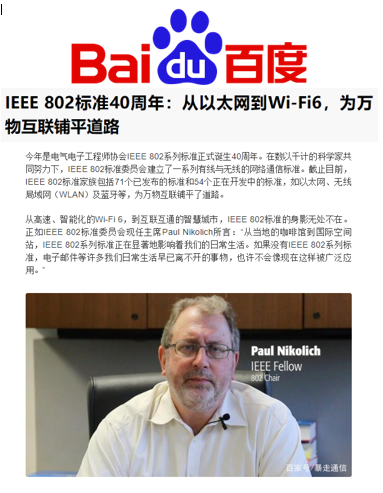 Baidu百度
IEEE 802标准40周年：从以太网到Wi-Fi6，为万
物互联铺平道路
今年是电气电子工程师协会IEEE 802系列标准正式诞生40周年。在数以千计的科学家共
同努力下，IEEE 802标准委员会建立了一系列有线与无线的网络通信标准。截止目前，
IEEE 802标准家族包括71个已发布的标准和54个正在开发中的标准，如以太网、无线
局域网（WLAN）及蓝牙等，为万物互联铺平了道路。
从高速、智能化的Wi-Fi 6，到互联互通的智慧城市，IEEE 802标准的身影无处不在。
正如IEEE 802标准委员会现任主席Paul Nikolich所言：“从当地的咖啡馆到国际空间
站，IEEE 802系列标准正在显著地影响着我们的日常生活。如果没有IEEE 802系列标
准，电子邮件等许多我们日常生活早已离不开的事物，也许不会像现在这样被广泛应
用。”
Paul Nikolich
IEEE Fellow
802 Chair
百家号/暴走通信